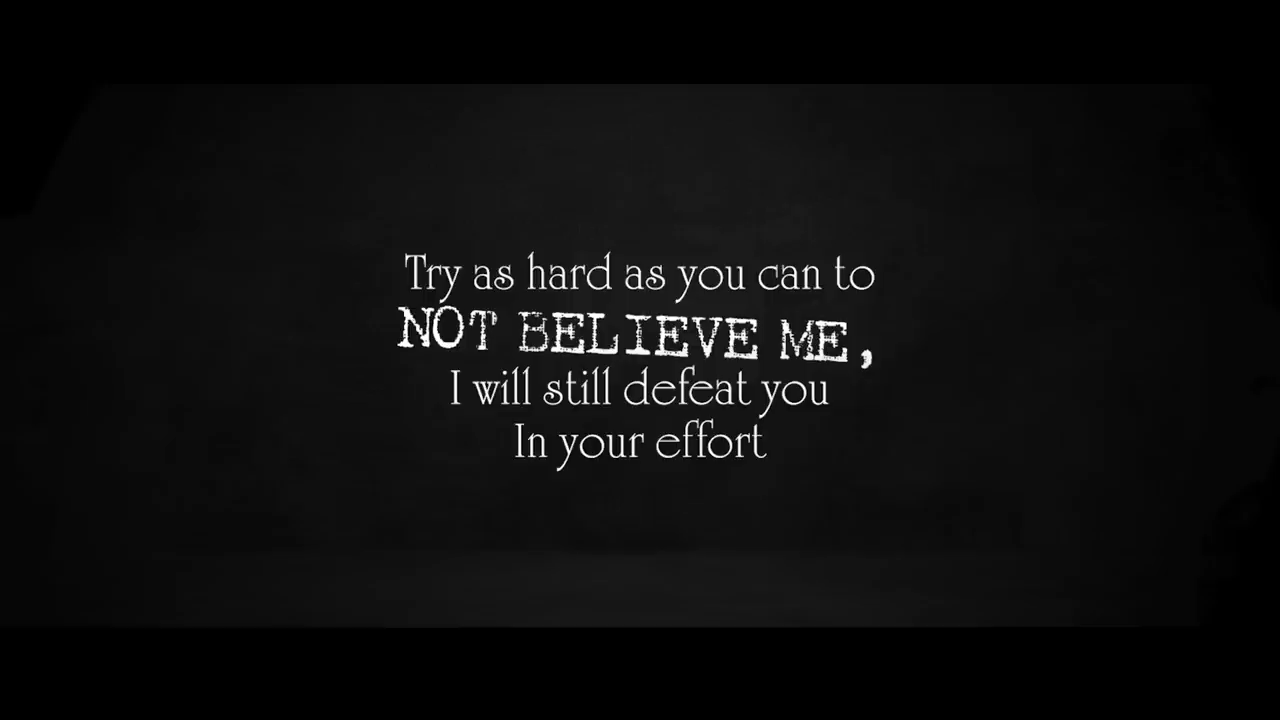 Try as hard as you can to
NOT BELIEVE ME,
I will still defeat you
In your effort